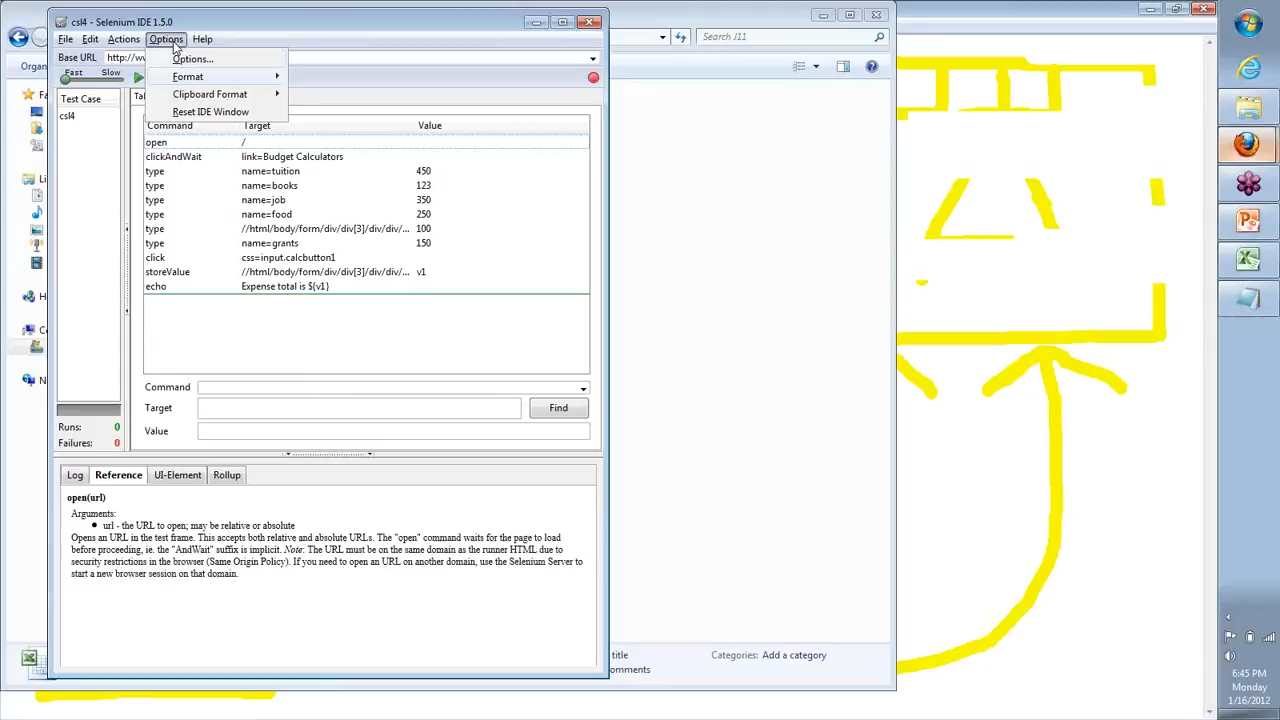 csl4 - Selenium IDE 1.5.0
File Edit Actions Options Help
Search J11
Base URL http://w
Options...
Organ
Fast Slow
Format
Clipboard Format
Reset IDE Window
Test Case
csl4
Command Target Value
open /
clickAndWait link=Budget Calculators
type name=tuition 450
type name=books 123
type name=job 350
type name=food 250
type //html/body/form/div/div[3]/div/div/... 100
type name=grants 150
click css=input.calcbutton1
storeValue //html/body/form/div/div[3]/div/div/... v1
echo Expense total is ${v1}
Command
Target Find
Value
Runs: 0
Failures: 0
Log Reference UI-Element Rollup
open(url)
Arguments:
• url - the URL to open; may be relative or absolute
Opens an URL in the test frame. This accepts both relative and absolute URLs. The "open" command waits for the page to load
before proceeding, ie. the "AndWait" suffix is implicit. Note: The URL must be on the same domain as the runner HTML due to
security restrictions in the browser (Same Origin Policy). If you need to open an URL on another domain, use the Selenium Server to
start a new browser session on that domain.
title Categories: Add a category
omments
6:45 PM
Monday
1/16/2012